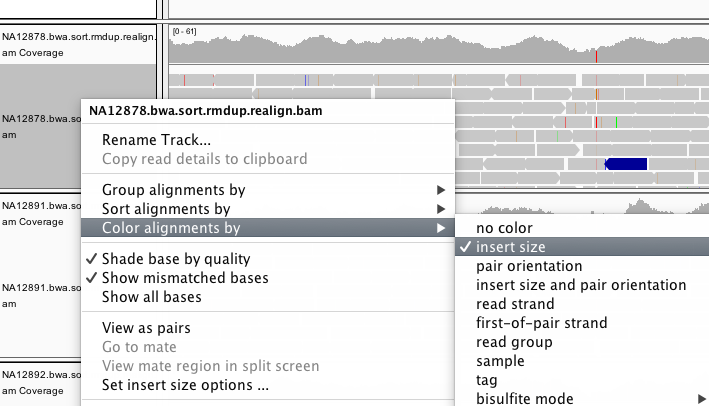 NA12878.bwa.sort.rmdup.realign.
am Coverage
[0 - 61]
NA12878.bwa.so
am
NA12878.bwa.sort.rmdup.realign.bam
Rename Track...
Copy read details to clipboard
Group alignments by
Sort alignments by
Color alignments by
Shade base by quality
Show mismatched bases
Show all bases
View as pairs
Go to mate
View mate region in split screen
Set insert size options ...
no color
insert size
pair orientation
insert size and pair orientation
read strand
first-of-pair strand
read group
sample
tag
bisulfite mode
NA12891.bwa.so
am Coverage
NA12891.bwa.so
am
NA12892.bwa.so
am Coverage